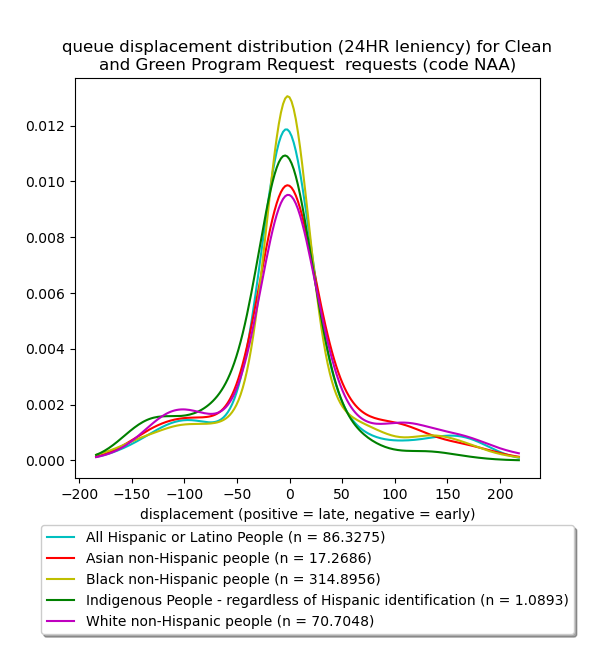 queue displacement distribution (24HR leniency) for Clean
and Green Program Request  requests (code NAA)
0.012
0.010
0.008
0.006
0.004
0.002
0.000
−200 −150 −100 −50 0 50 100 150 200
displacement (positive = late, negative = early)
All Hispanic or Latino People (n = 86.3275)
Asian non-Hispanic people (n = 17.2686)
Black non-Hispanic people (n = 314.8956)
Indigenous People - regardless of Hispanic identification (n = 1.0893)
White non-Hispanic people (n = 70.7048)